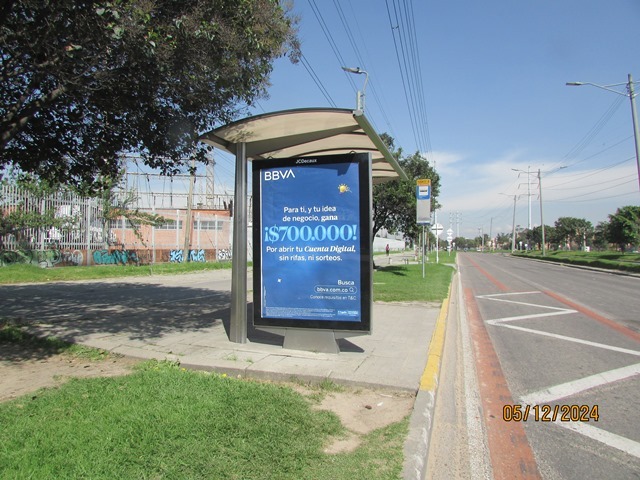 JCDecaux
BBVA
Para ti, y tu idea
de negocio, gana
¡$700.000!
Por abrir tu Cuenta Digital,
sin rifas, ni sorteos.
Busca
bbva.com.co
05/12/2024